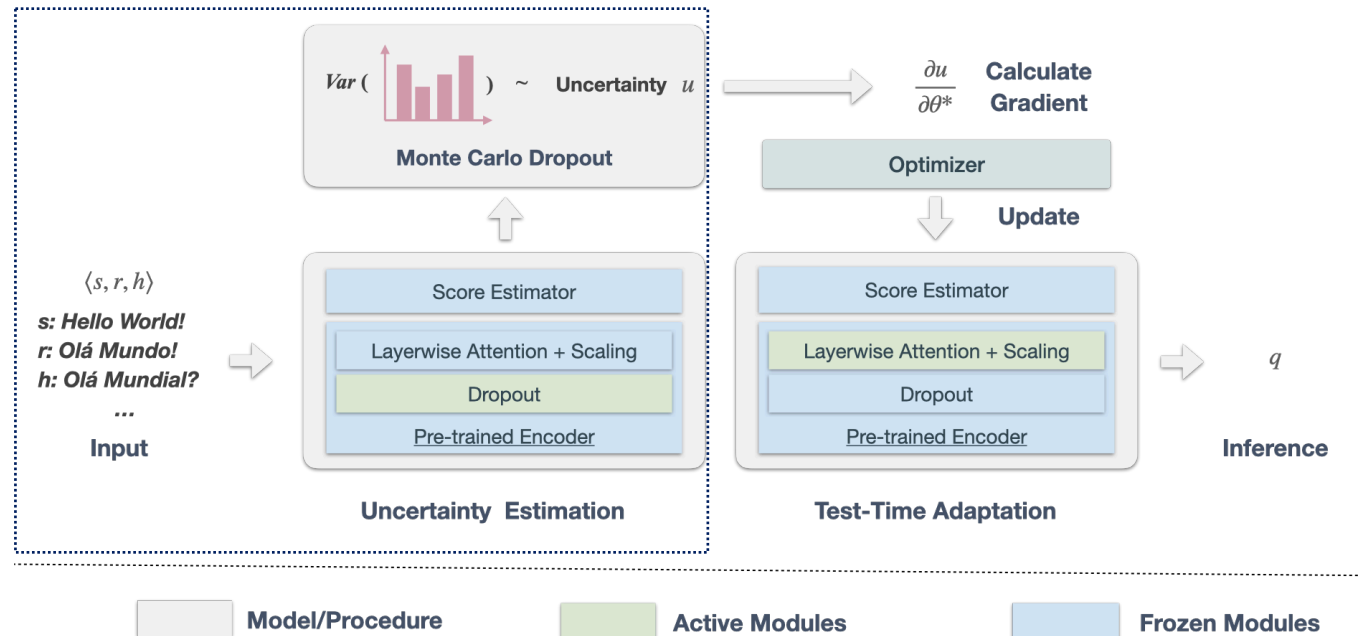 Var ( ) ~ Uncertainty u
Monte Carlo Dropout
∂u
∂θ*
Calculate
Gradient
Optimizer
Update
⟨s, r, h⟩
s: Hello World!
r: Olá Mundo!
h: Olá Mundial?
...
Input
Score Estimator
Layerwise Attention + Scaling
Dropout
Pre-trained Encoder
Uncertainty Estimation
Score Estimator
Layerwise Attention + Scaling
Dropout
Pre-trained Encoder
Test-Time Adaptation
q
Inference
Model/Procedure
Active Modules
Frozen Modules